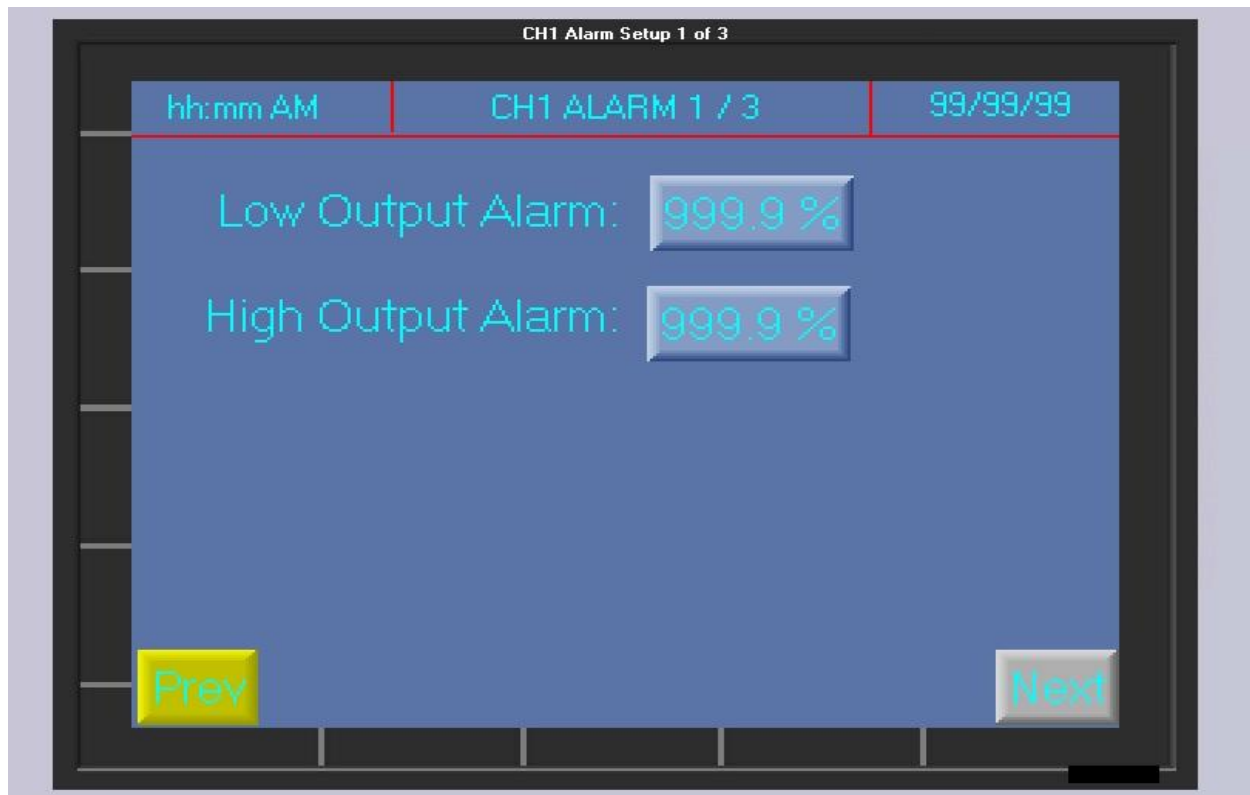 CH1 Alarm Setup 1 of 3
hh:mm AM CH1 ALARM 1 / 3 99/99/99
Low Output Alarm: 999.9 %
High Output Alarm: 999.9 %
Prev Next